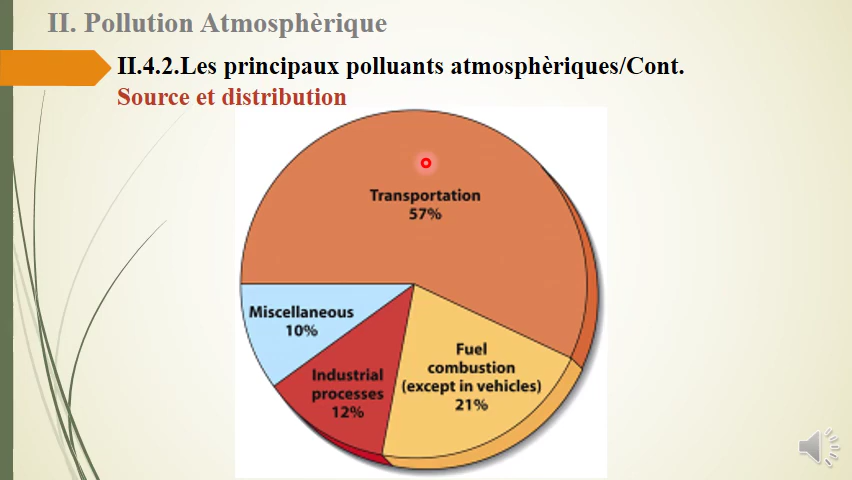 II. Pollution Atmosphèrique
II.4.2.Les principaux polluants atmosphèriques/Cont.
Source et distribution
Transportation
57%
Miscellaneous
10%
Industrial
processes
12%
Fuel
combustion
(except in vehicles)
21%